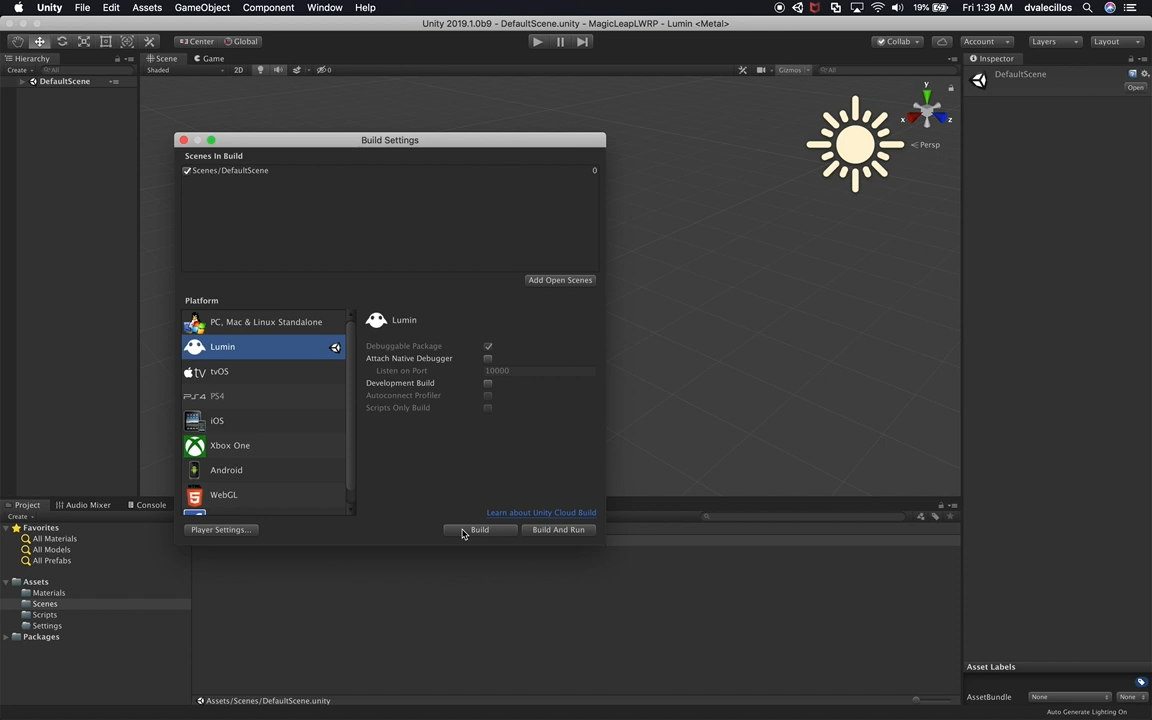 Unity File Edit Assets GameObject Component Window Help 19% Fri 1:39 AM dvalecillos
Unity 2019.1.0b9 - DefaultScene.unity - MagicLeapLWRP - Lumin <Metal>
Center Global Collab Account Layers Layout
Hierarchy Scene Game Inspector
Create All Shaded 2D 0 Gizmos All
DefaultScene
DefaultScene
Open
y
x z
Persp
Build Settings
Scenes In Build
Scenes/DefaultScene 0
Add Open Scenes
Platform
PC, Mac & Linux Standalone
Lumin
tv tvOS
PS4 PS4
iOS
Xbox One
Android
5 WebGL
Lumin
Debuggable Package
Attach Native Debugger
Listen on Port 10000
Development Build
Autoconnect Profiler
Scripts Only Build
Learn about Unity Cloud Build
Player Settings... Build Build And Run
Project Audio Mixer Console
Create
Favorites
All Materials
All Models
All Prefabs
Assets
Materials
Scenes
Scripts
Settings
Packages
Assets/Scenes/DefaultScene.unity
Asset Labels
AssetBundle None None
Auto Generate Lighting On